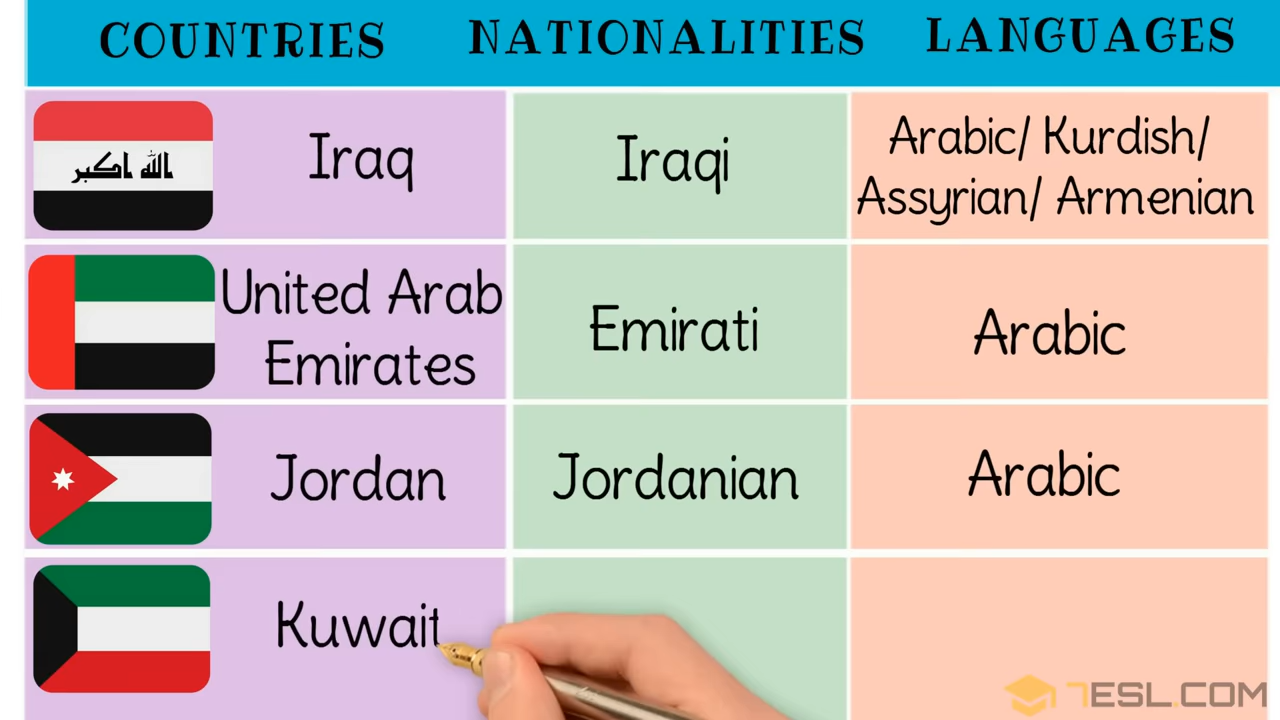 COUNTRIES NATIONALITIES LANGUAGES
الله اكبر
Iraq
Iraqi
Arabic/ Kurdish/
Assyrian/ Armenian
United Arab
Emirates
Emirati
Arabic
Jordan
Jordanian
Arabic
Kuwait
7ESL.COM